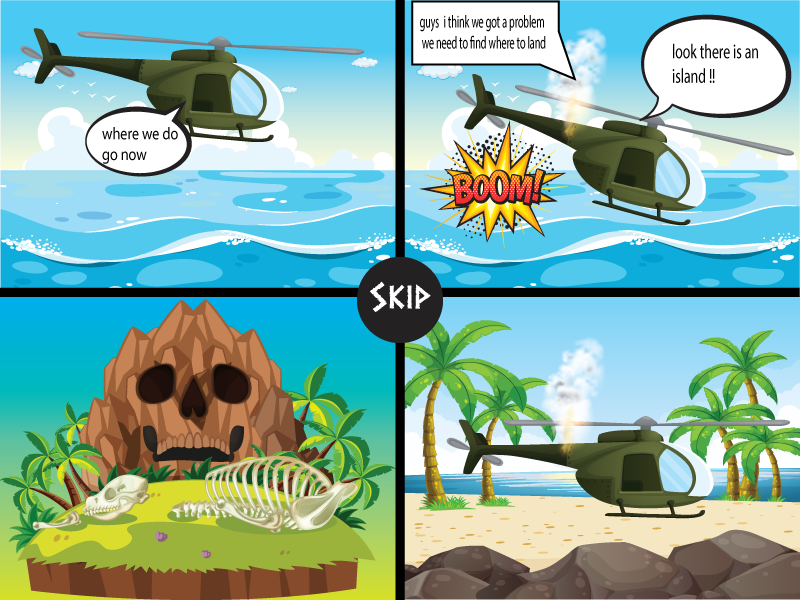 where we do
go now
guys i think we got a problem
we need to find where to land
look there is an
island !!
BOOM!
SKIP